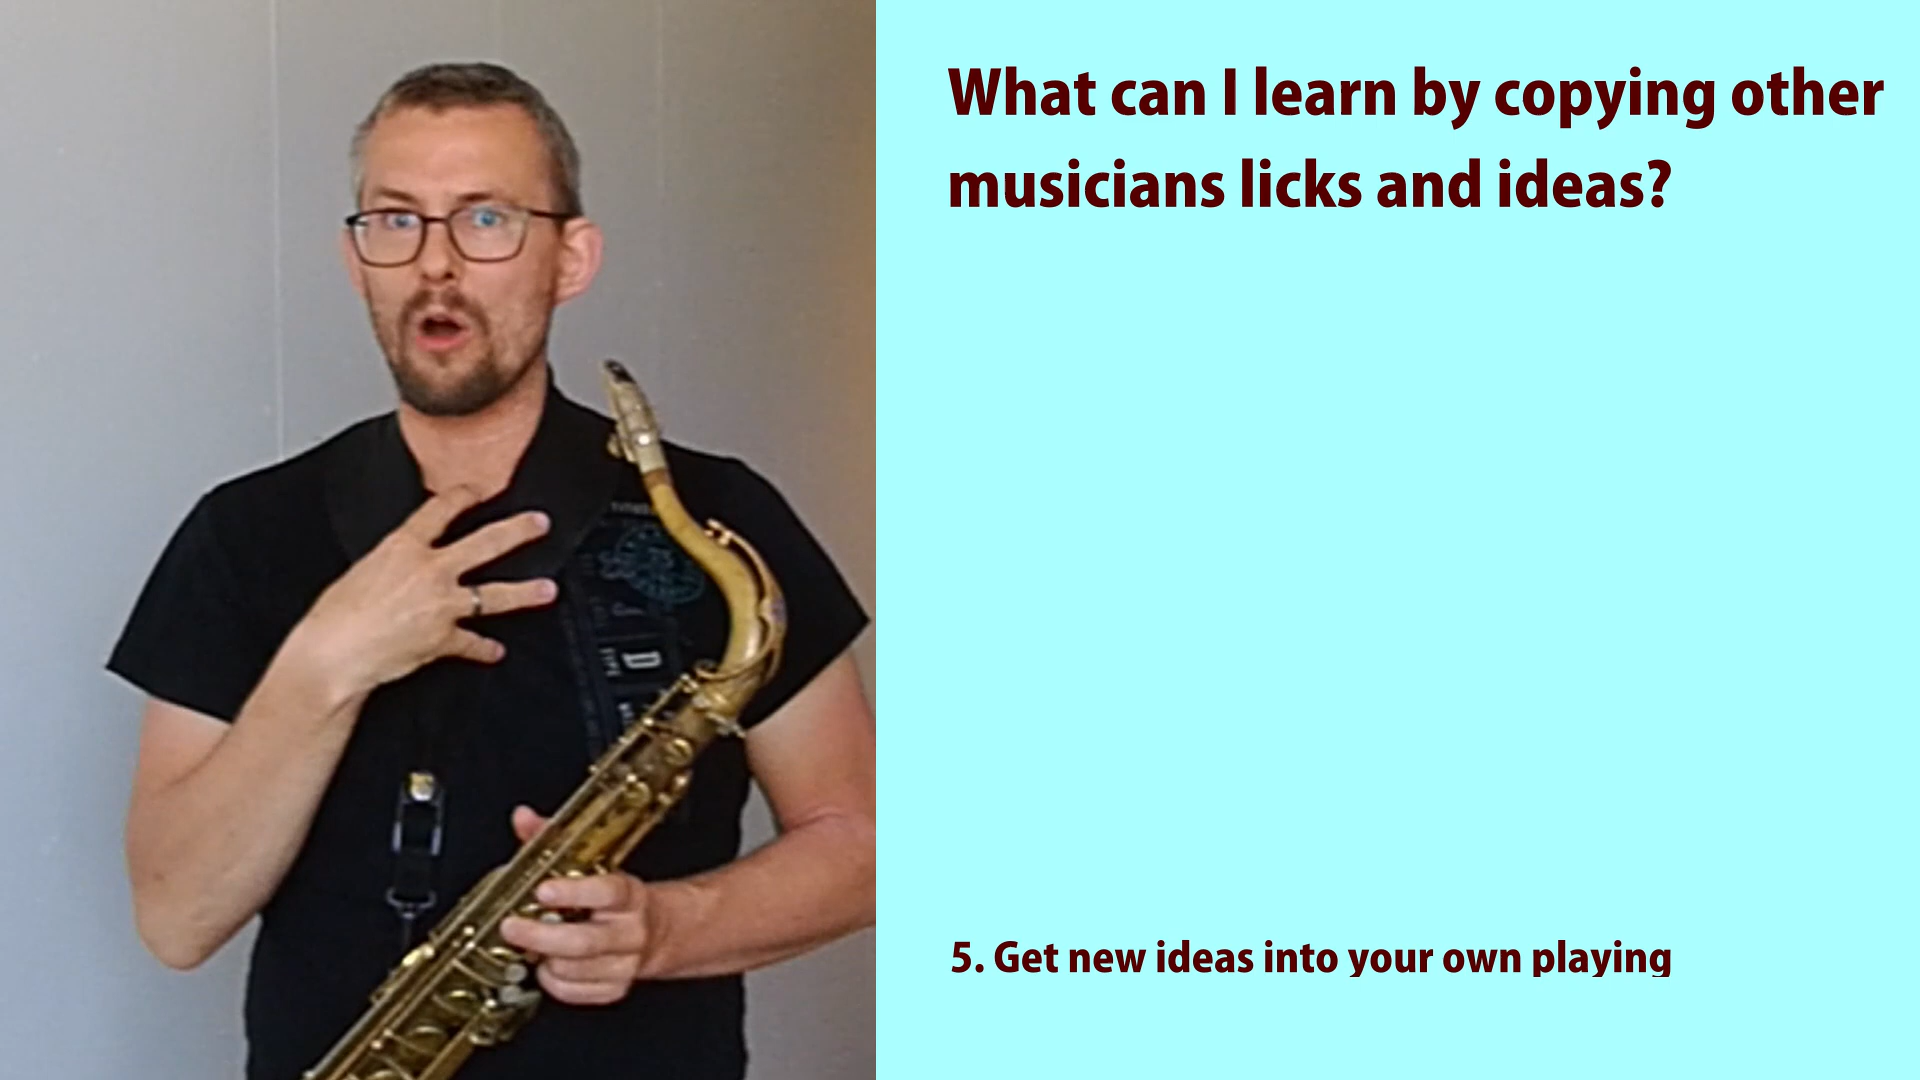 What can I learn by copying other
musicians licks and ideas?
5. Get new ideas into your own playing